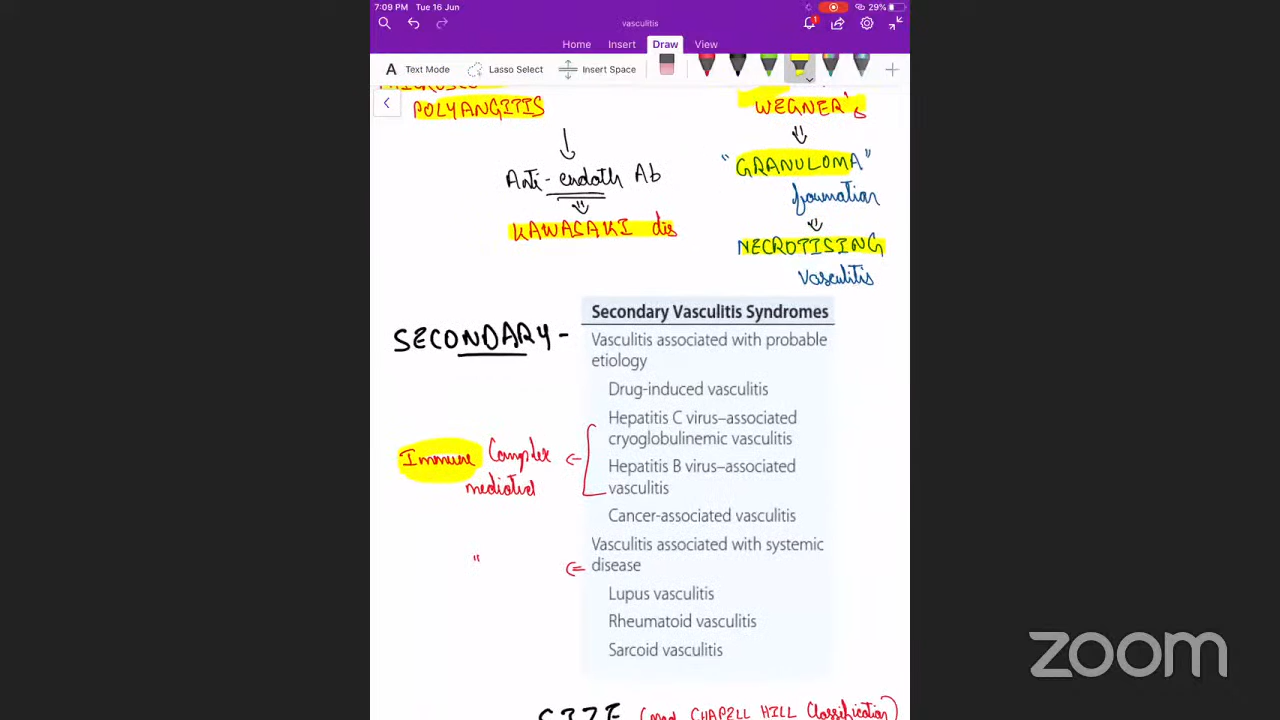 7:09 PM Tue 16 Jun
29%
vasculitis
Home Insert Draw View
A Text Mode Lasso Select Insert Space
POLYANGITIS
WEGNER's
Anti-endoth Ab
"GRANULOMA"
formation
KAWASAKI dis
NECROTISING
Vasculitis
SECONDARY -
Secondary Vasculitis Syndromes
Vasculitis associated with probable
etiology
Drug-induced vasculitis
Hepatitis C virus–associated
cryoglobulinemic vasculitis
Immune Complex
mediated
Hepatitis B virus–associated
vasculitis
Cancer-associated vasculitis
Vasculitis associated with systemic
disease
"
Lupus vasculitis
Rheumatoid vasculitis
Sarcoid vasculitis
SIZE (mod CHAPELL HILL Classification)
zoom